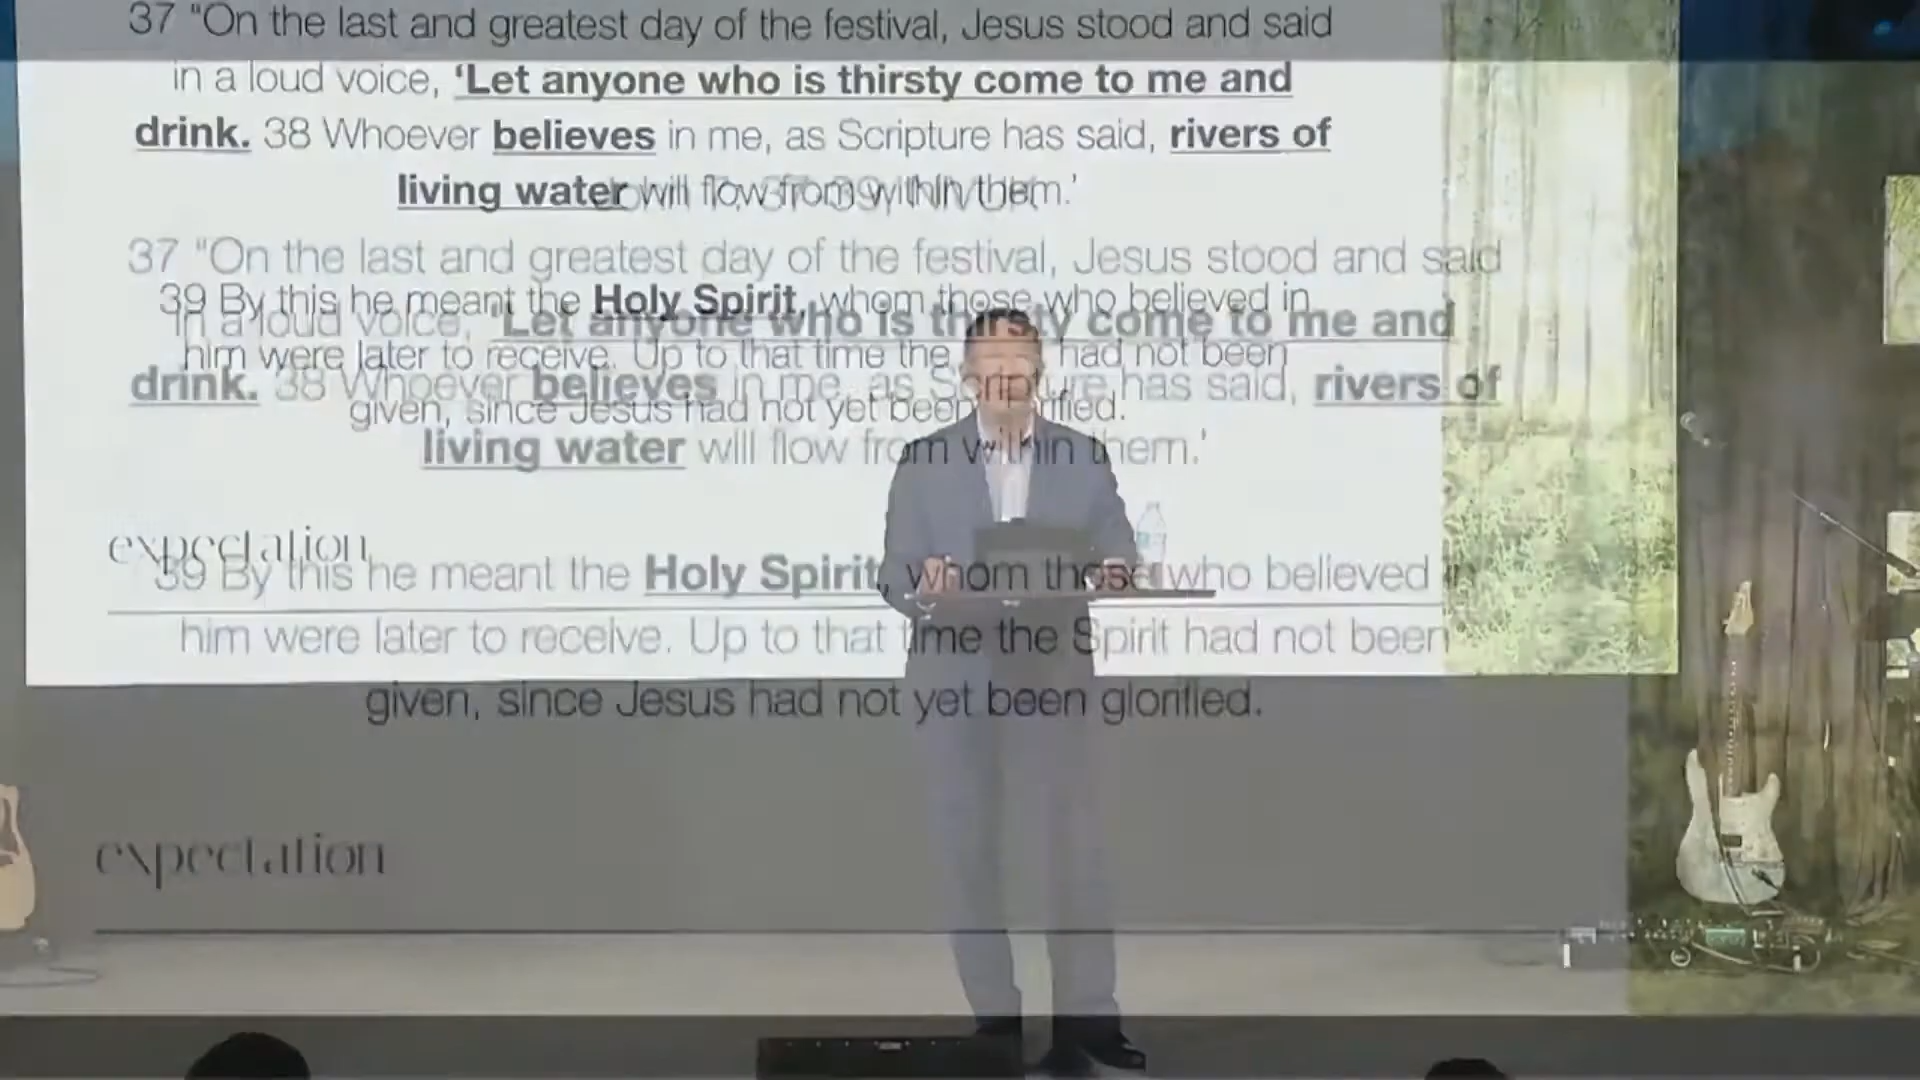 37 "On the last and greatest day of the festival, Jesus stood and said
in a loud voice, ‘Let anyone who is thirsty come to me and
drink. 38 Whoever believes in me, as Scripture has said, rivers of
living water will flow from within them.’
39 By this he meant the Holy Spirit, whom those who believed in
him were later to receive. Up to that time the had not been
given, since Jesus had not yet been
expectation
37 "On the last and greatest day of the festival, Jesus stood and said
in a loud voice, ‘Let anyone who is thirsty come to me and
drink. 38 Whoever believes in me, as Scripture has said, rivers of
living water will flow from within them.’
39 By this he meant the Holy Spirit, whom those who believed in
him were later to receive. Up to that time the Spirit had not been
given, since Jesus had not yet been glorified.
expectation